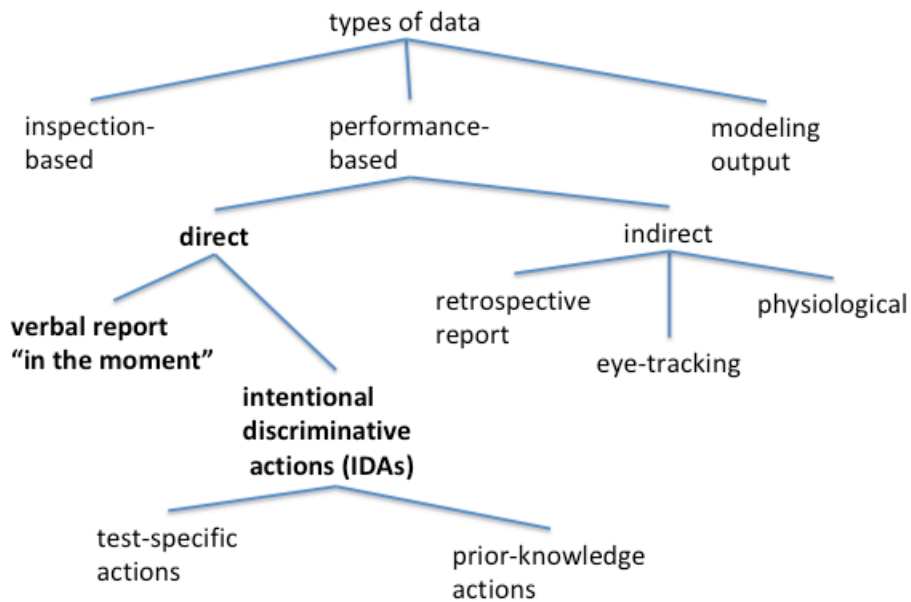 types of data
inspection-
based
performance-
based
modeling
output
direct
indirect
verbal report
“in the moment”
retrospective
report
physiological
eye-tracking
intentional
discriminative
actions (IDAs)
test-specific
actions
prior-knowledge
actions